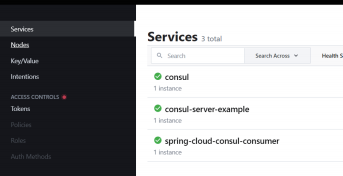 Services
Nodes
Key/Value
Intentions
ACCESS CONTROLS
Tokens
Policies
Roles
Auth Methods
Services 3 total
Search
Search Across
Health S
consul
1 instance
consul-server-example
1 instance
spring-cloud-consul-consumer
1 instance